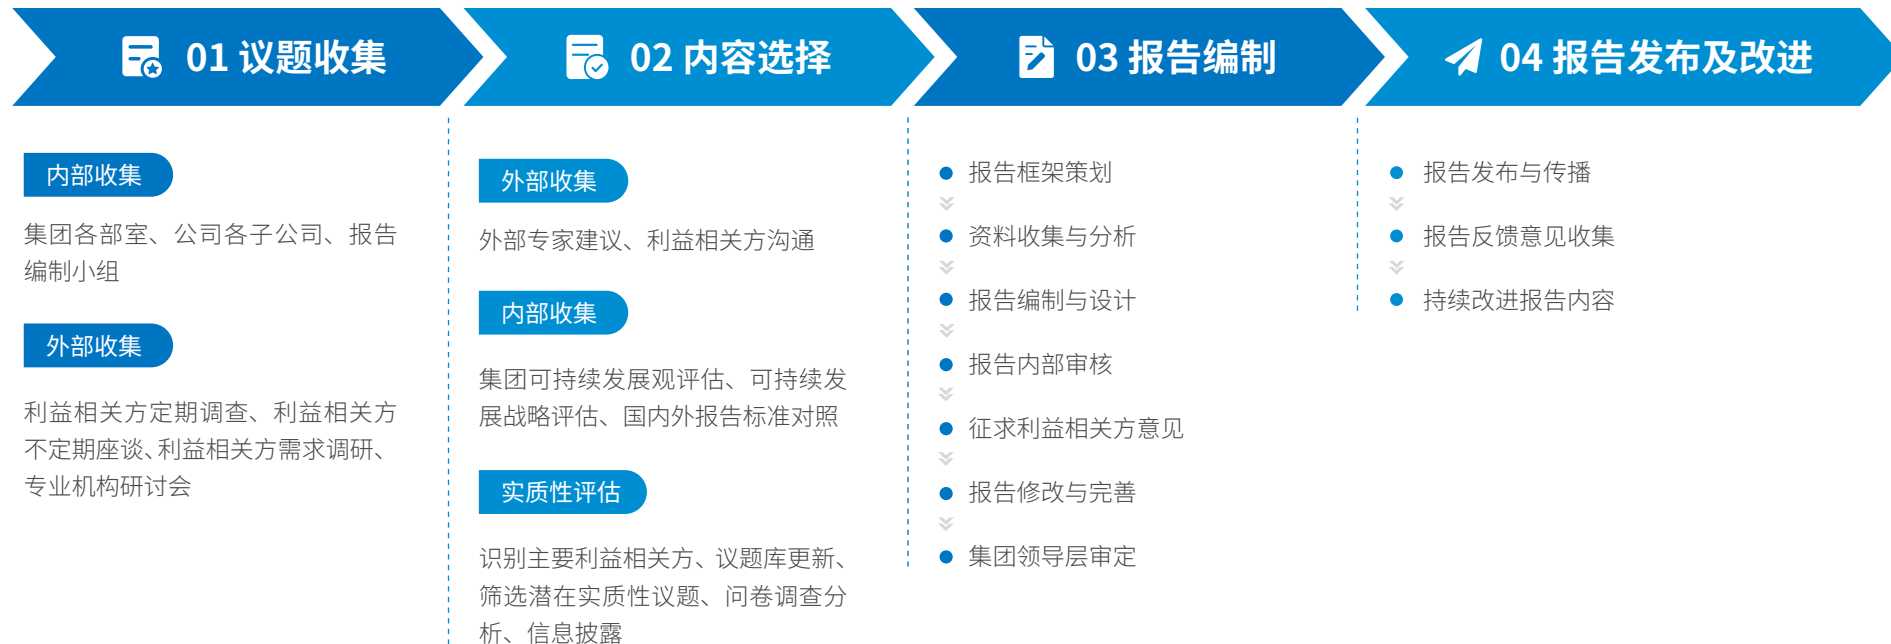 01 议题收集
02 内容选择
03 报告编制
04 报告发布及改进
内部收集
集团各部室、公司各子公司、报告
编制小组
外部收集
利益相关方定期调查、利益相关方
不定期座谈、利益相关方需求调研、
专业机构研讨会
外部收集
外部专家建议、利益相关方沟通
内部收集
集团可持续发展观评估、可持续发
展战略评估、国内外报告标准对照
实质性评估
识别主要利益相关方、议题库更新、
筛选潜在实质性议题、问卷调查分
析、信息披露
报告框架策划
资料收集与分析
报告编制与设计
报告内部审核
征求利益相关方意见
报告修改与完善
集团领导层审定
报告发布与传播
报告反馈意见收集
持续改进报告内容